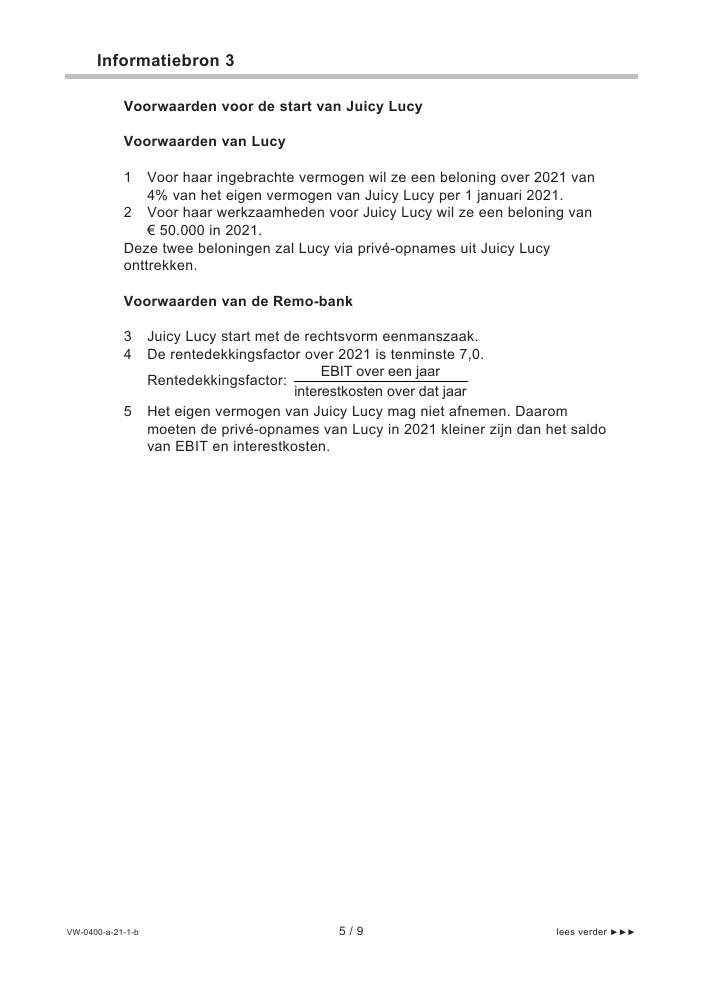 Informatiebron 3
Voorwaarden voor de start van Juicy Lucy
Voorwaarden van Lucy
1 Voor haar ingebrachte vermogen wil ze een beloning over 2021 van
4% van het eigen vermogen van Juicy Lucy per 1 januari 2021.
2 Voor haar werkzaamheden voor Juicy Lucy wil ze een beloning van
€ 50.000 in 2021.
Deze twee beloningen zal Lucy via privé-opnames uit Juicy Lucy
onttrekken.
Voorwaarden van de Remo-bank
3 Juicy Lucy start met de rechtsvorm eenmanszaak.
4 De rentedekkingsfactor over 2021 is tenminste 7,0.
EBIT over een jaar
Rentedekkingsfactor:
interestkosten over dat jaar
5 Het eigen vermogen van Juicy Lucy mag niet afnemen. Daarom
moeten de privé-opnames van Lucy in 2021 kleiner zijn dan het saldo
van EBIT en interestkosten.
VW-0400-a-21-1-b 5 / 9 lees verder ►►►